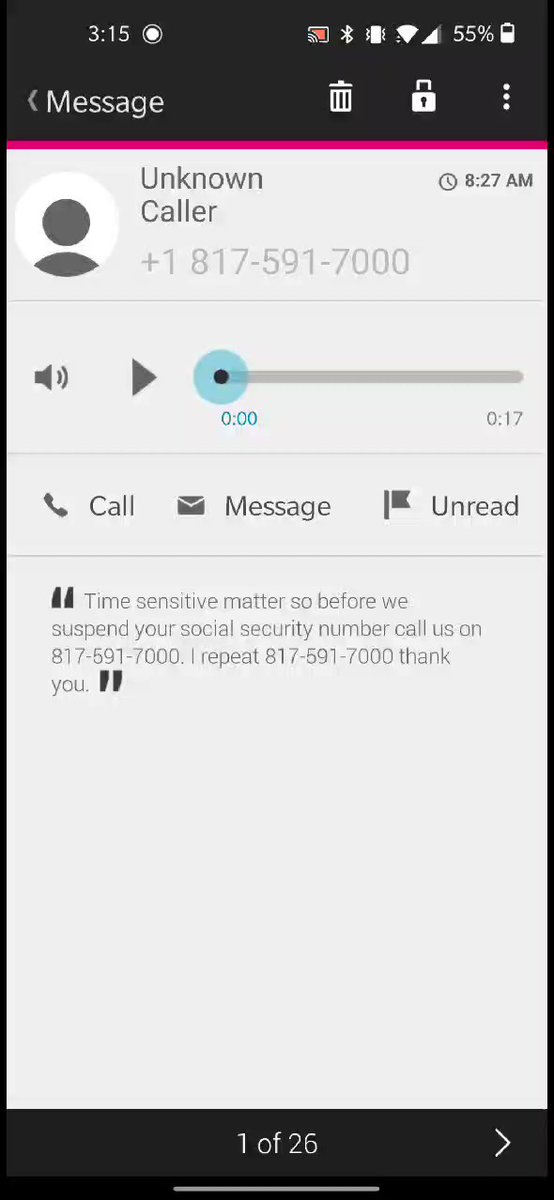 3:15 55%
Message
Unknown
Caller
8:27 AM
+1 817-591-7000
0:00 0:17
Call Message Unread
" Time sensitive matter so before we
suspend your social security number call us on
817-591-7000. I repeat 817-591-7000 thank
you. "
1 of 26